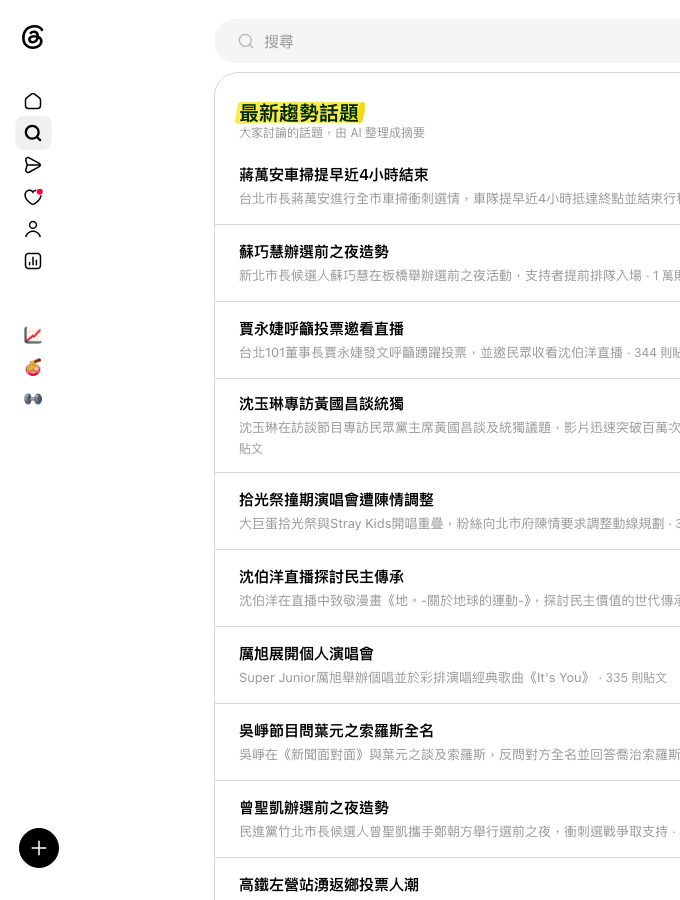 搜尋
最新趨勢話題
大家討論的話題，由 AI 整理成摘要
蔣萬安車掃提早近4小時結束
台北市長蔣萬安進行全市車掃衝刺選情，車隊提早近4小時抵達終點並結束行
蘇巧慧辦選前之夜造勢
新北市長候選人蘇巧慧在板橋舉辦選前之夜活動，支持者提前排隊入場 · 1 萬
賈永婕呼籲投票邀看直播
台北101董事長賈永婕發文呼籲踴躍投票，並邀民眾收看沈伯洋直播 · 344 則
沈玉琳專訪黃國昌談統獨
沈玉琳在訪談節目專訪民眾黨主席黃國昌談及統獨議題，影片迅速突破百萬次
貼文
拾光祭撞期演唱會遭陳情調整
大巨蛋拾光祭與Stray Kids開唱重疊，粉絲向北市府陳情要求調整動線規劃 ·
沈伯洋直播探討民主傳承
沈伯洋在直播中致敬漫畫《地。-關於地球的運動-》，探討民主價值的世代傳承
厲旭展開個人演唱會
Super Junior厲旭舉辦個唱並於彩排演唱經典歌曲《It's You》 · 335 則貼文
吳崢節目問葉元之索羅斯全名
吳崢在《新聞面對面》與葉元之談及索羅斯，反問對方全名並回答喬治索羅斯
曾聖凱辦選前之夜造勢
民進黨竹北市長候選人曾聖凱攜手鄭朝方舉行選前之夜，衝刺選戰爭取支持 ·
高鐵左營站湧返鄉投票人潮